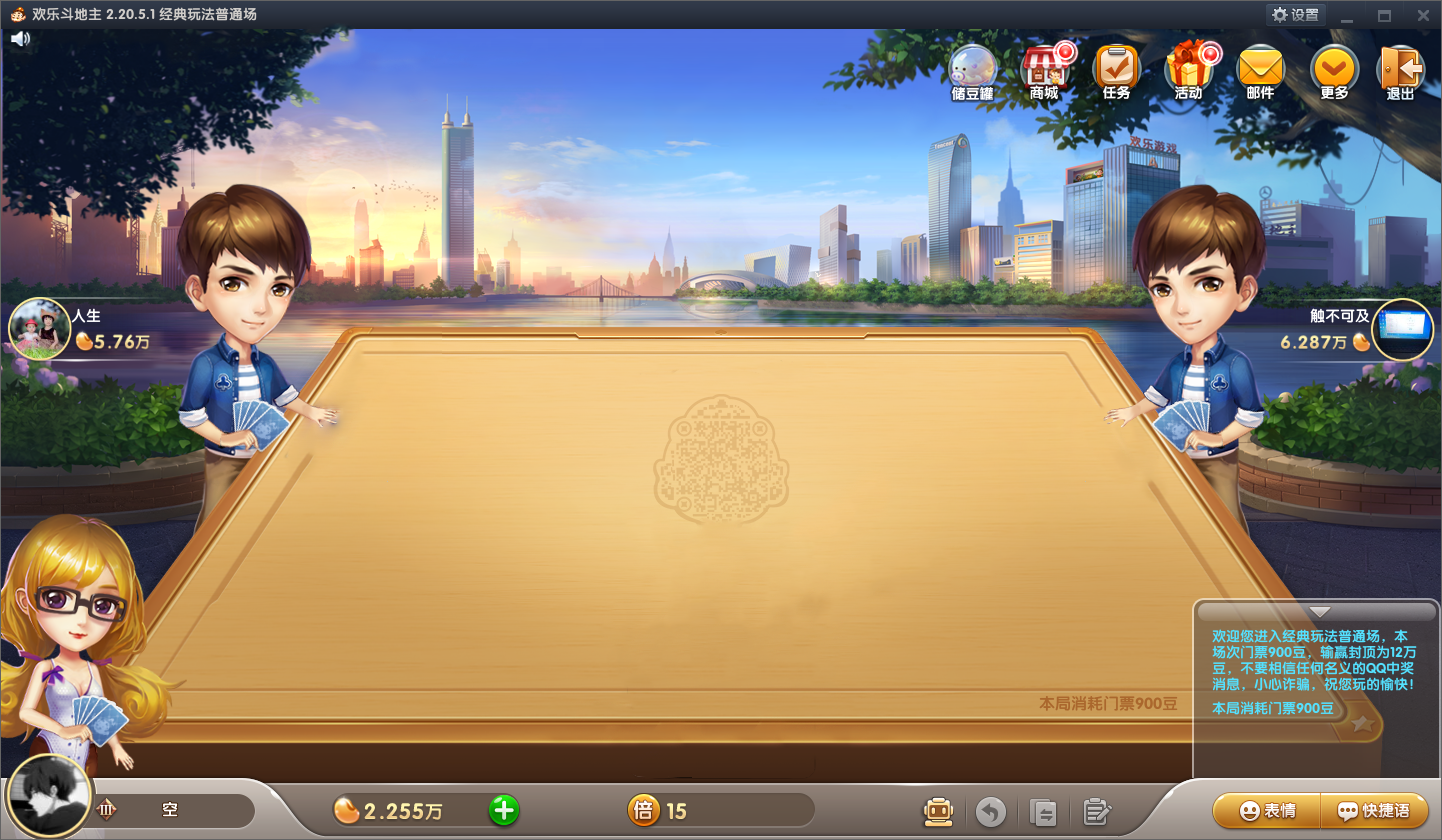 欢乐斗地主 2.20.5.1 经典玩法普通场
设置
储豆罐
商城
任务
活动
邮件
更多
退出
欢乐游戏
人生
5.76万
触不可及
6.287万
欢迎您进入经典玩法普通场，本
场次门票900豆，输赢封顶为12万
豆，不要相信任何名义的QQ中奖
消息，小心诈骗，祝您玩的愉快！
本局消耗门票900豆
本局消耗门票900豆
空
2.255万
倍 15
表情
快捷语